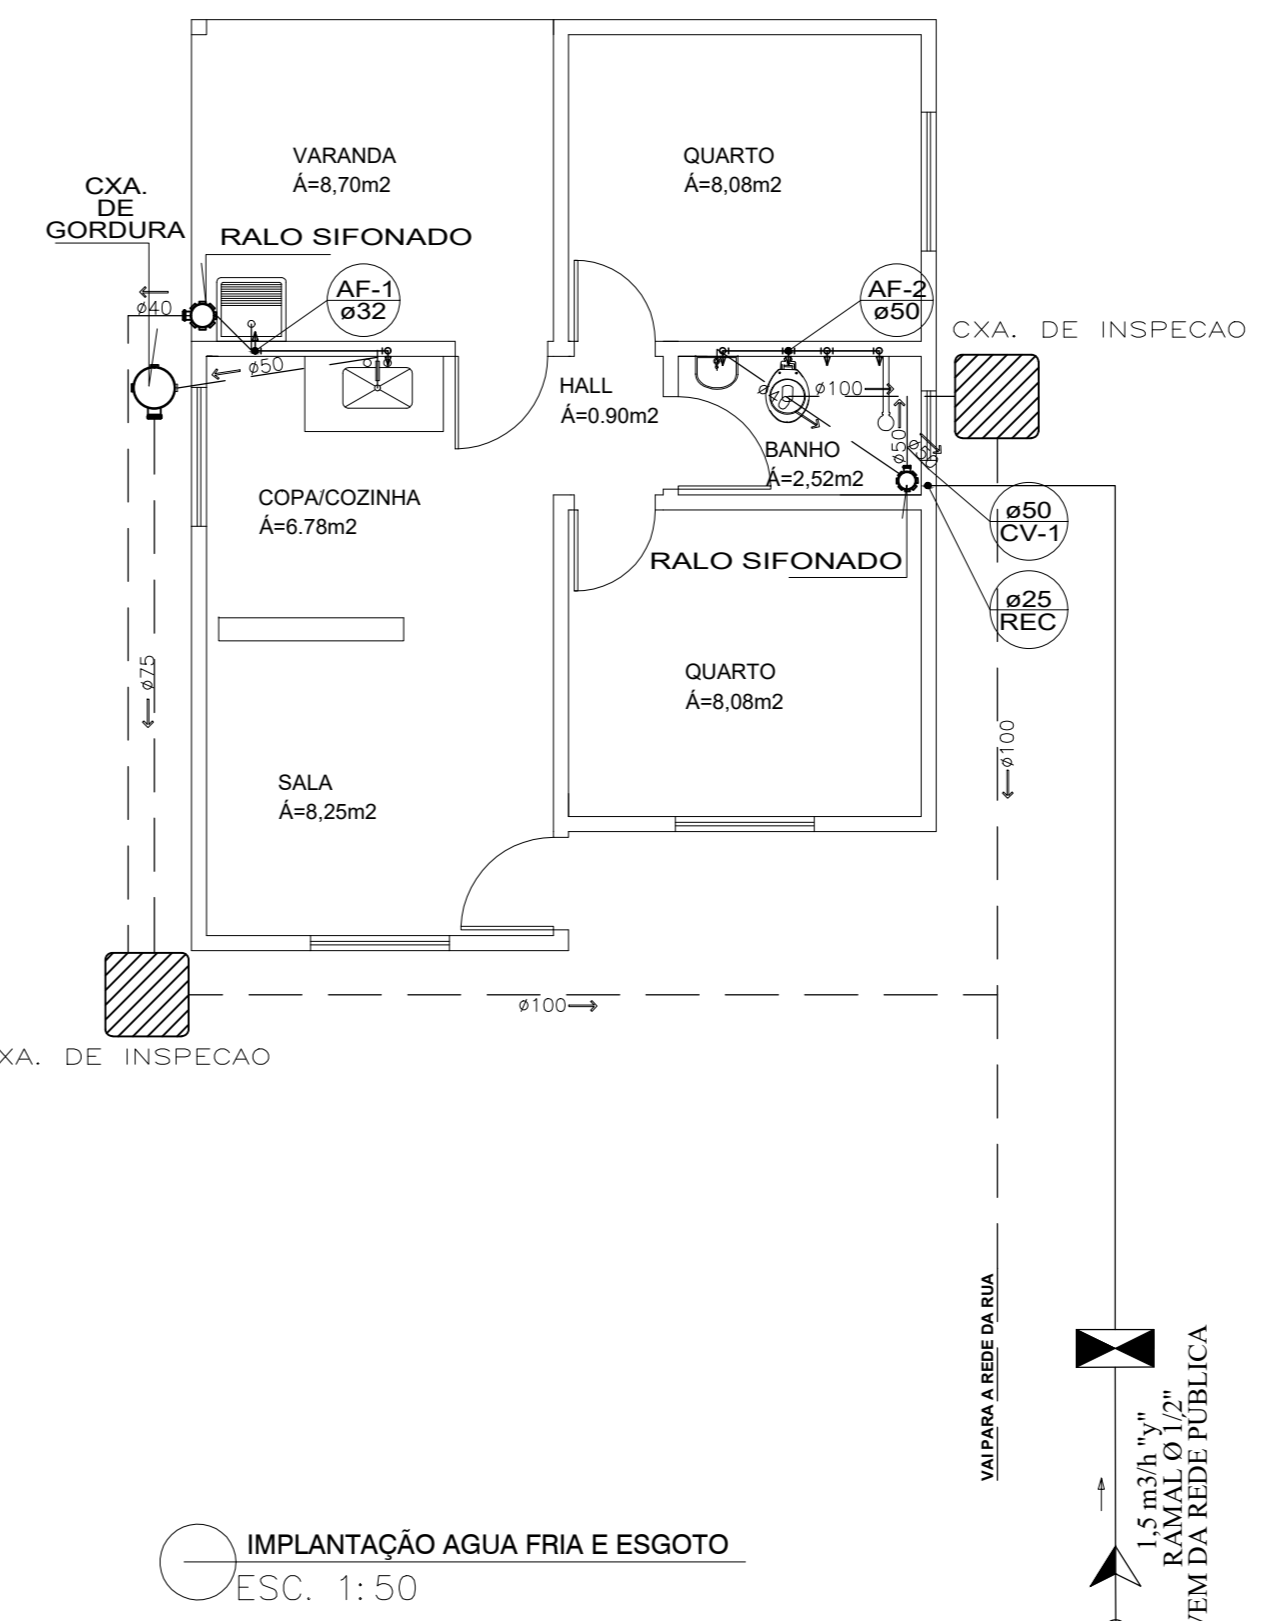 VARANDA
Á=8,70m2
QUARTO
Á=8,08m2
CXA.
DE
GORDURA
RALO SIFONADO
AF-1
ø32
AF-2
ø50
CXA. DE INSPECAO
ø40
ø50
HALL
Á=0.90m2
ø100
BANHO
Á=2,52m2
ø50
COPA/COZINHA
Á=6.78m2
ø50
CV-1
RALO SIFONADO
ø25
REC
ø75
QUARTO
Á=8,08m2
ø100
SALA
Á=8,25m2
ø100
XA. DE INSPECAO
VAI PARA A REDE DA RUA
1,5 m3/h "y"
RAMAL Ø 1/2"
VEM DA REDE PÚBLICA
IMPLANTAÇÃO AGUA FRIA E ESGOTO
ESC. 1:50